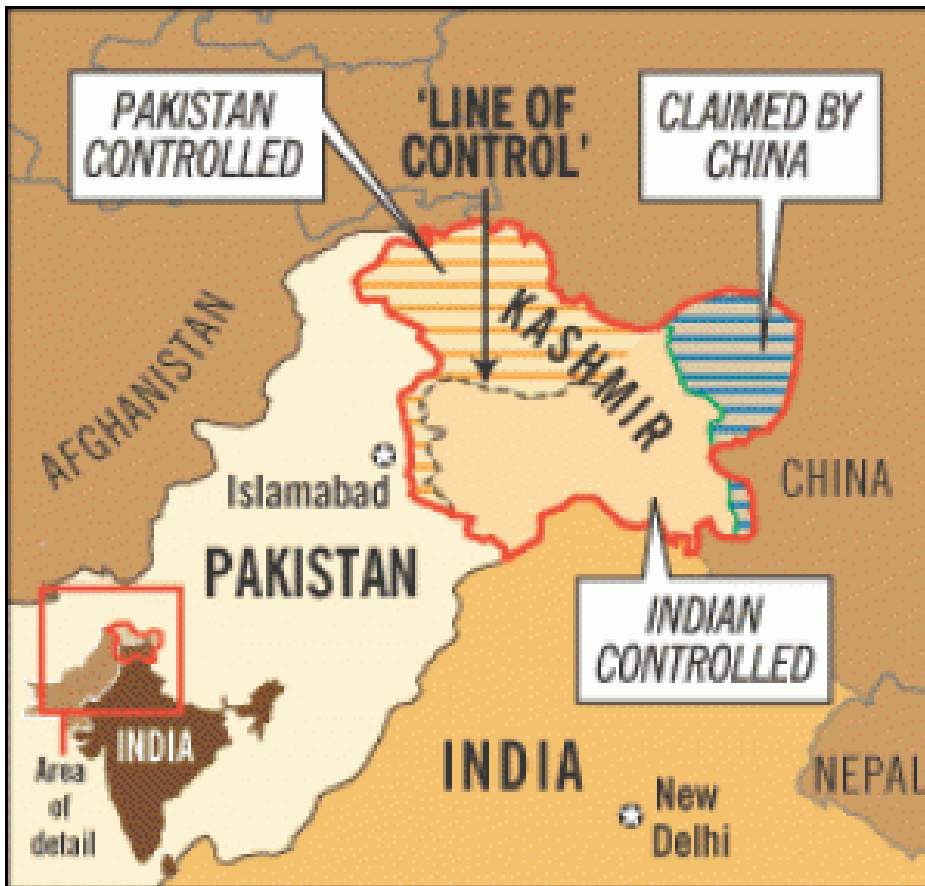 PAKISTAN
CONTROLLED
'LINE OF
CONTROL'
CLAIMED BY
CHINA
KASHMIR
AFGHANISTAN
Islamabad
CHINA
PAKISTAN
INDIAN
CONTROLLED
INDIA
Area
of
detail
INDIA
New
Delhi
NEPAL